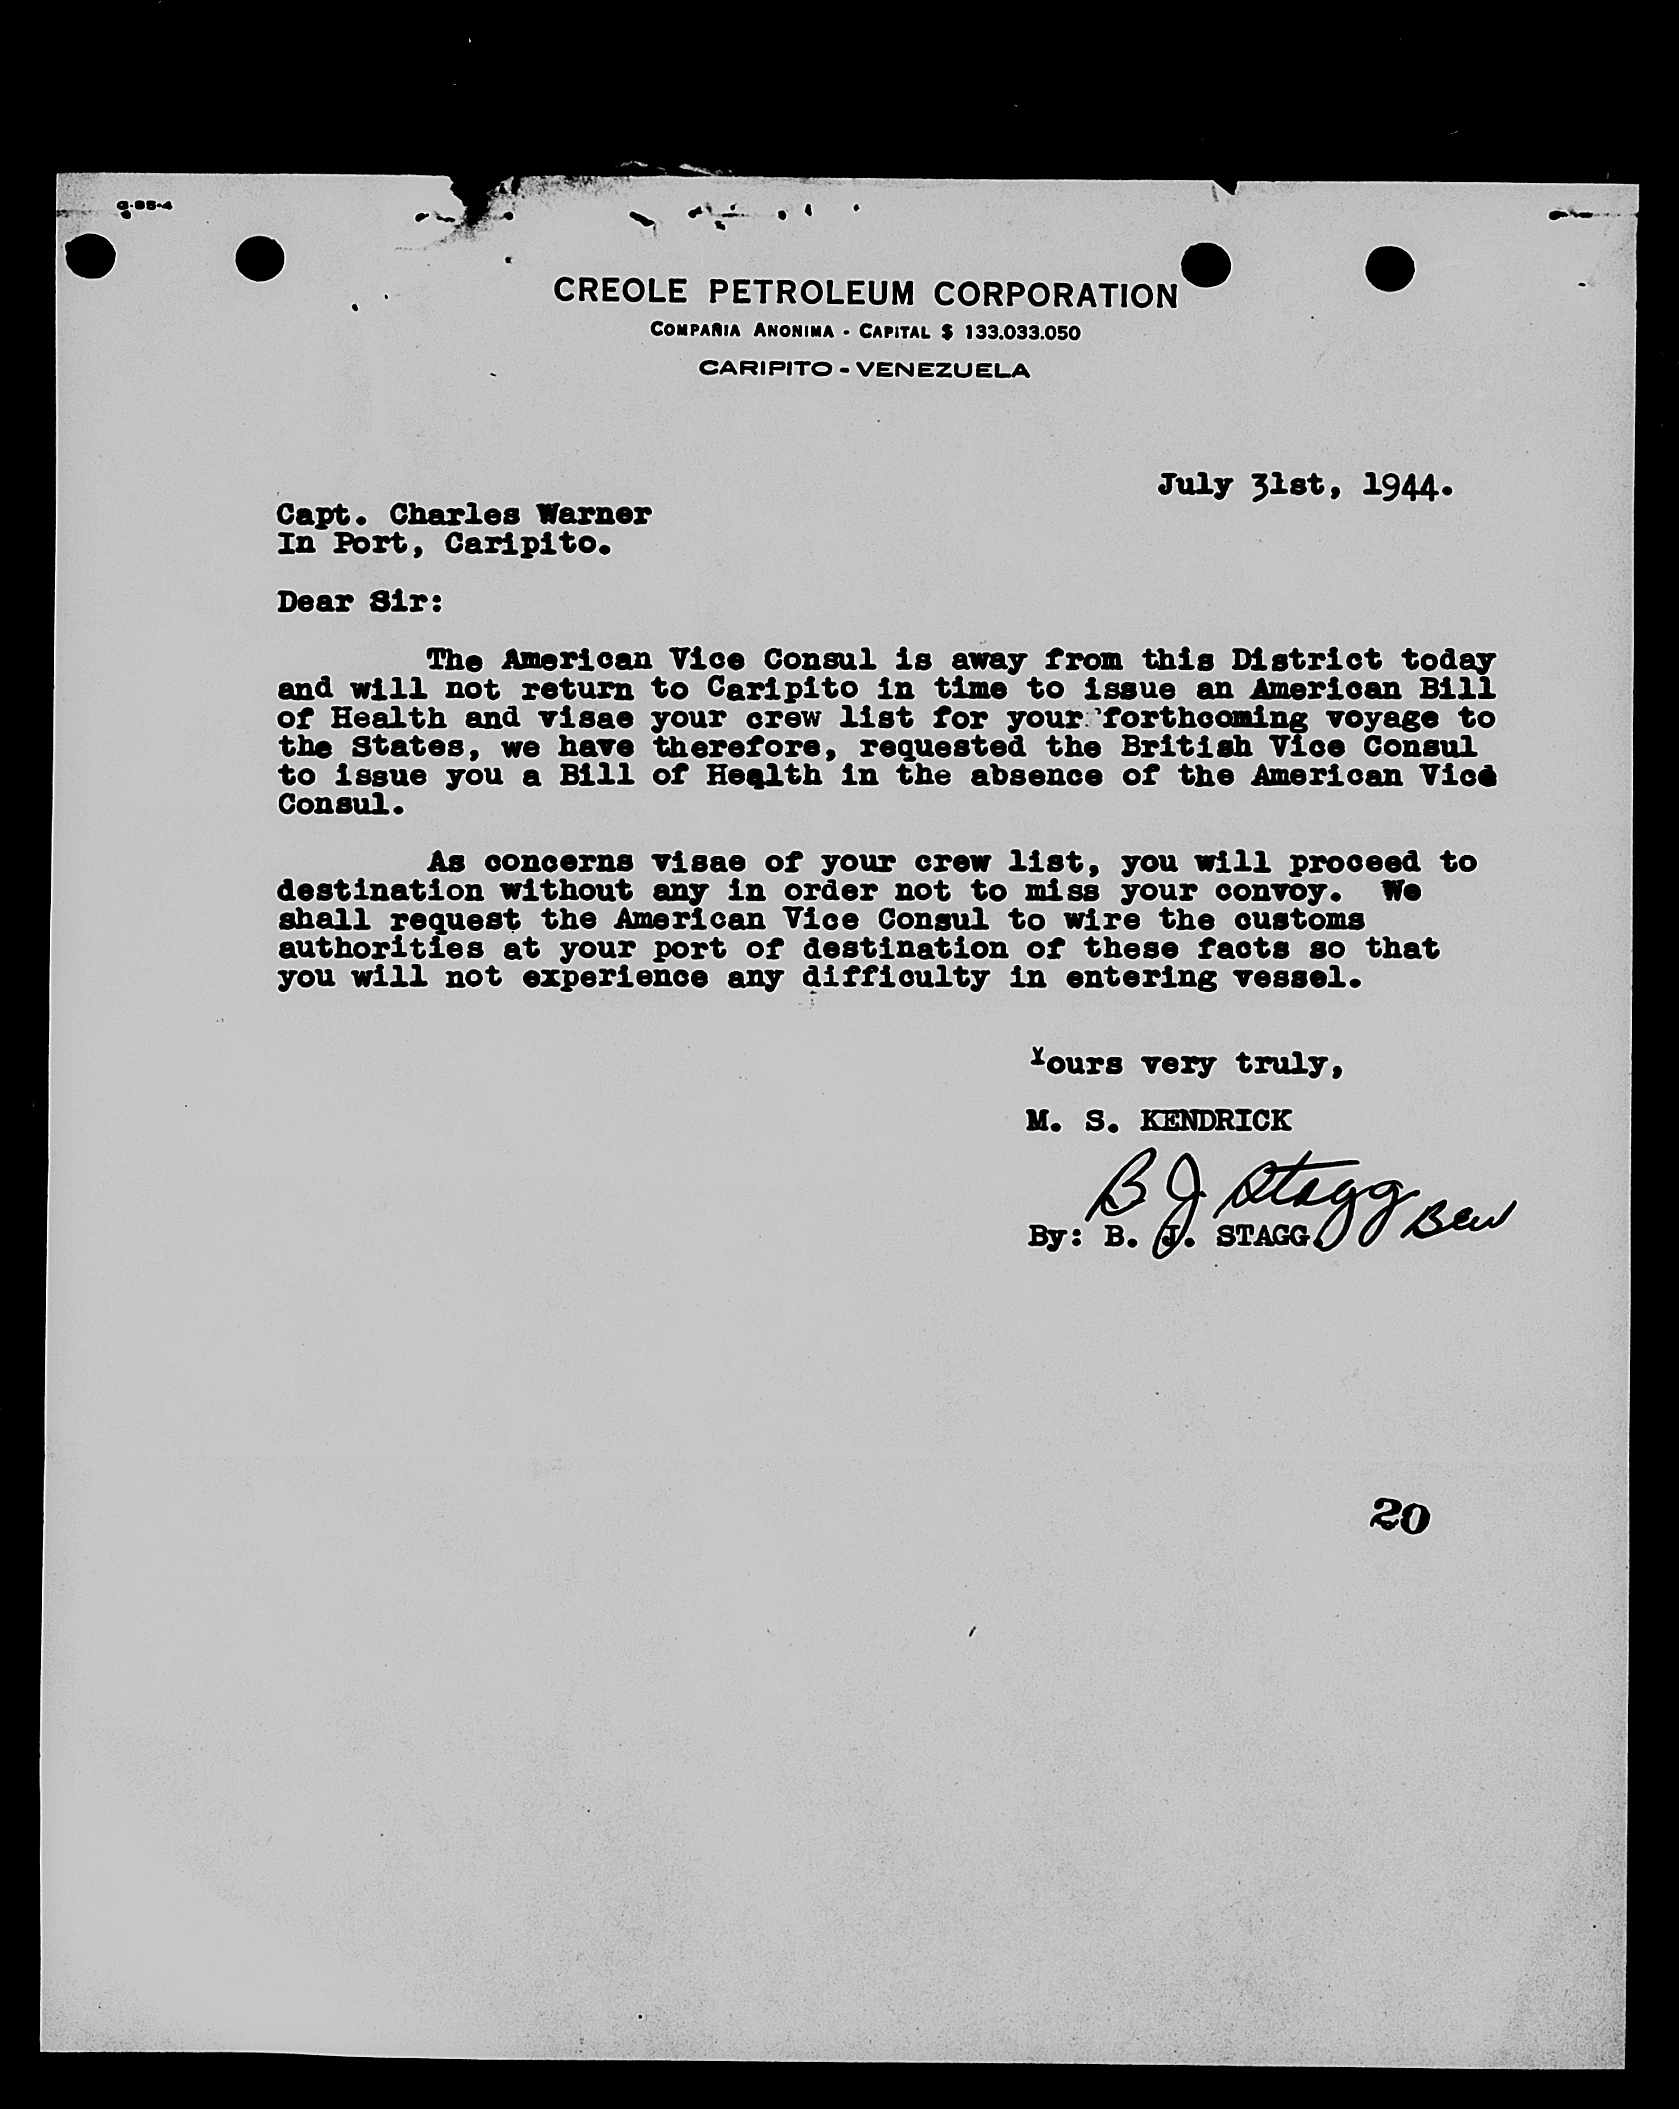 CREOLE PETROLEUM CORPORATION
COMPAÑIA ANONIMA - CAPITAL $ 133.033.050
CARIPITO - VENEZUELA
July 31st, 1944.
Capt. Charles Warner
In Port, Caripito.
Dear Sir:
The American Vice Consul is away from this District today
and will not return to Caripito in time to issue an American Bill
of Health and visae your crew list for your forthcoming voyage to
the States, we have therefore, requested the British Vice Consul
to issue you a Bill of Health in the absence of the American Vice
Consul.
As concerns visae of your crew list, you will proceed to
destination without any in order not to miss your convoy. We
shall request the American Vice Consul to wire the customs
authorities at your port of destination of these facts so that
you will not experience any difficulty in entering vessel.
Yours very truly,
M. S. KENDRICK
B J Stagg
By: B. J. STAGG.
20